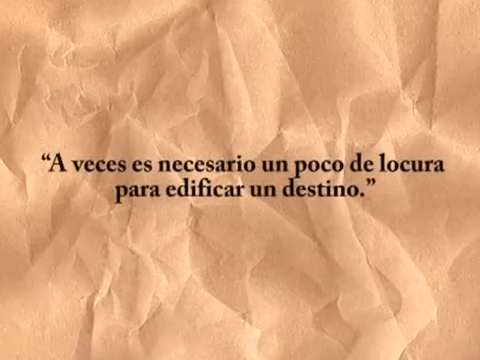 “A veces es necesario un poco de locura
para edificar un destino.”